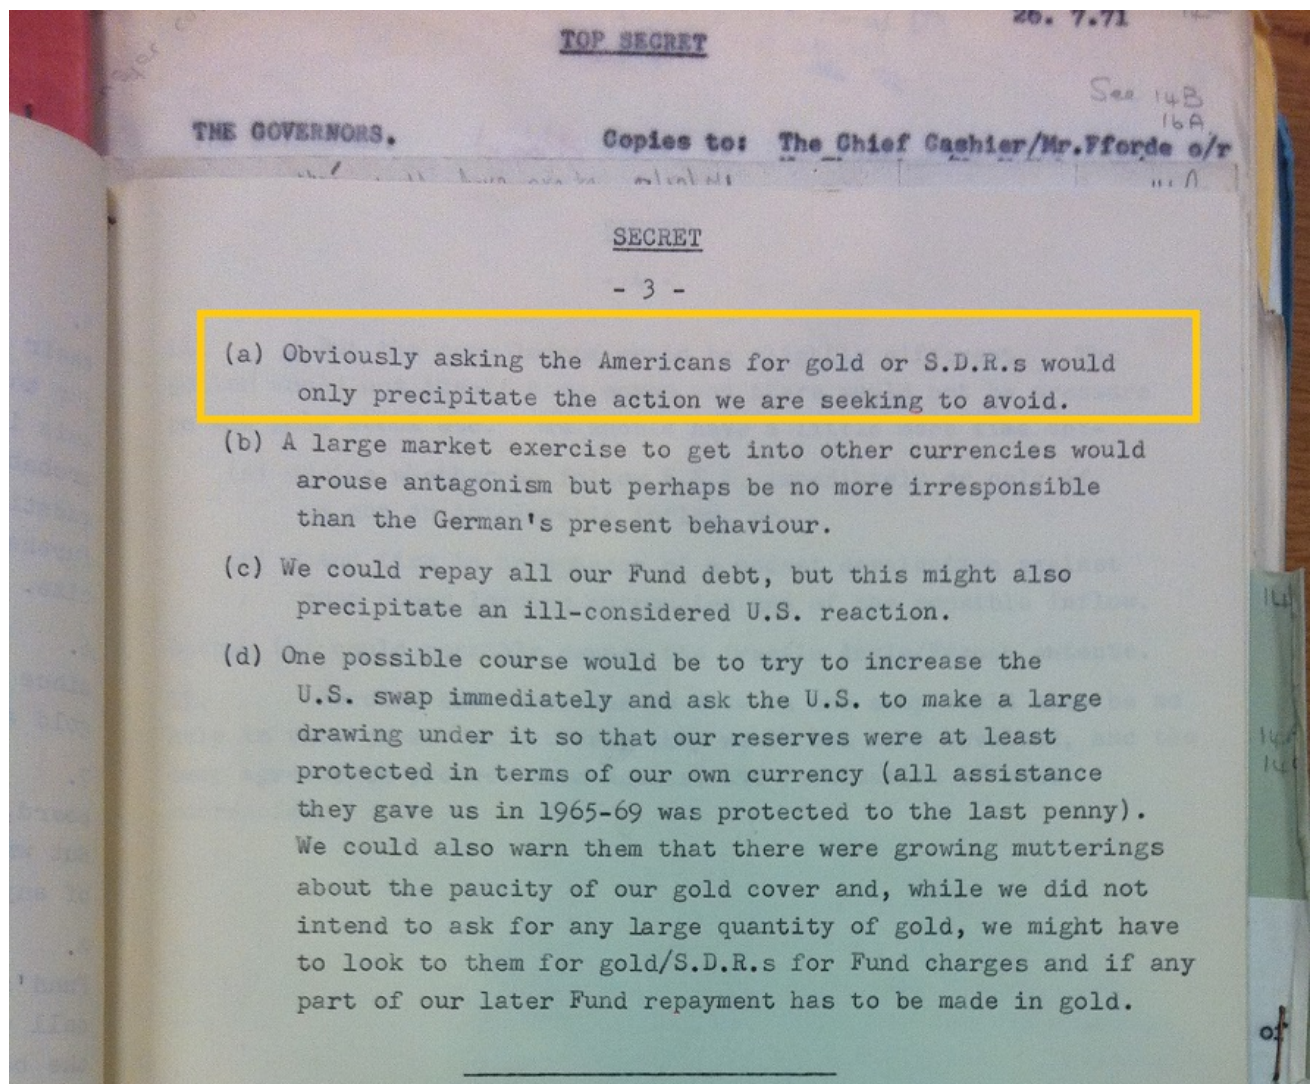 26. 7.71
TOP SECRET
See 14B
16A
THE GOVERNORS. Copies to: The Chief Cashier/Mr.Fforde o/r
SECRET
- 3 -
(a) Obviously asking the Americans for gold or S.D.R.s would
only precipitate the action we are seeking to avoid.
(b) A large market exercise to get into other currencies would
arouse antagonism but perhaps be no more irresponsible
than the German's present behaviour.
(c) We could repay all our Fund debt, but this might also
precipitate an ill-considered U.S. reaction.
(d) One possible course would be to try to increase the
U.S. swap immediately and ask the U.S. to make a large
drawing under it so that our reserves were at least
protected in terms of our own currency (all assistance
they gave us in 1965-69 was protected to the last penny).
We could also warn them that there were growing mutterings
about the paucity of our gold cover and, while we did not
intend to ask for any large quantity of gold, we might have
to look to them for gold/S.D.R.s for Fund charges and if any
part of our later Fund repayment has to be made in gold.
of